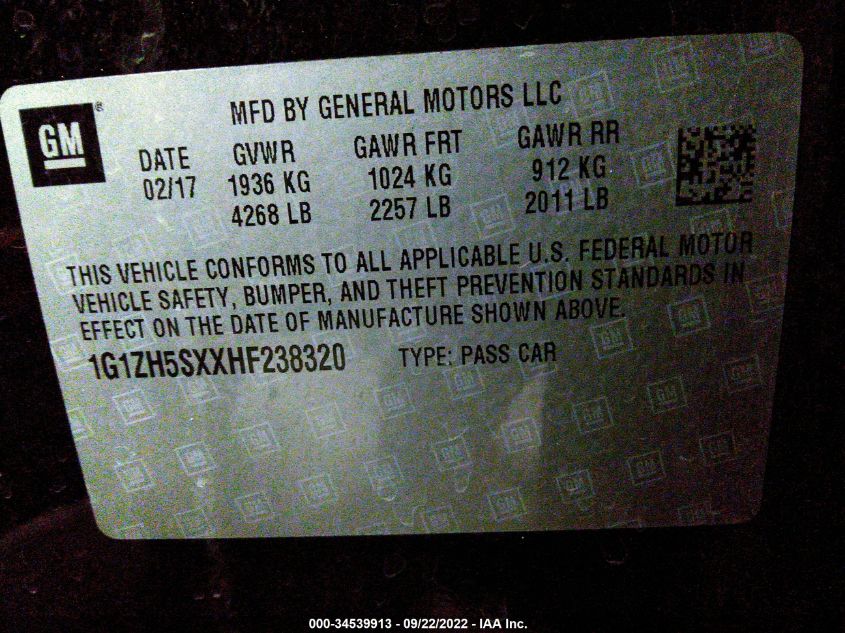 MFD BY GENERAL MOTORS LLC
GM®
DATE GVWR GAWR FRT GAWR RR
02/17 1936 KG 1024 KG 912 KG
4268 LB 2257 LB 2011 LB
THIS VEHICLE CONFORMS TO ALL APPLICABLE U.S. FEDERAL MOTOR
VEHICLE SAFETY, BUMPER, AND THEFT PREVENTION STANDARDS IN
EFFECT ON THE DATE OF MANUFACTURE SHOWN ABOVE.
1G1ZH5SXXHF238320 TYPE: PASS CAR
000-34539913 - 09/22/2022 - IAA Inc.